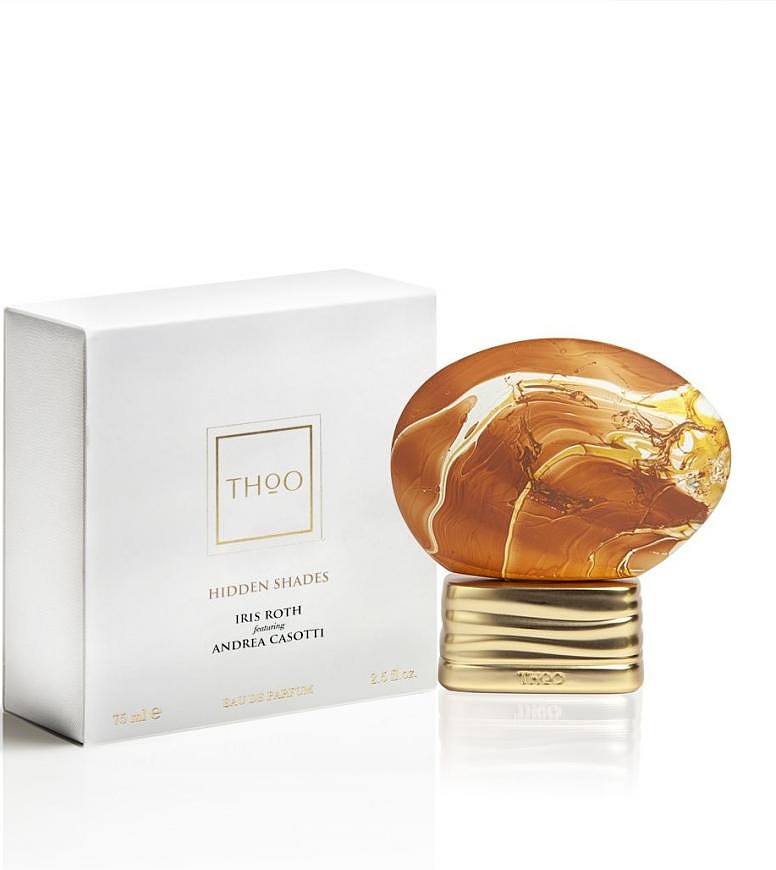 THoO
HIDDEN SHADES
IRIS ROTH
featuring
ANDREA CASOTTI
75 ml ℮
EAU DE PARFUM
2.5 fl.oz.
THoO